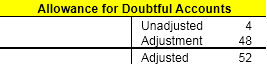 Allowance for Doubtful Accounts
Unadjusted 4
Adjustment 48
Adjusted 52